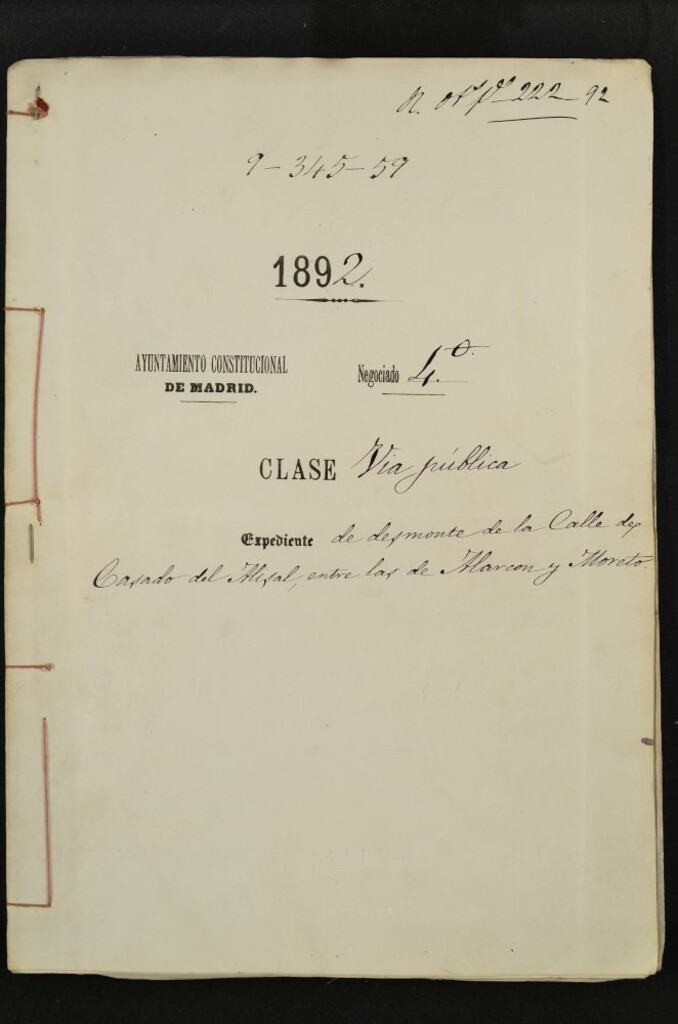 222-92
9-345-59
1892.
AYUNTAMIENTO CONSTITUCIONAL
DE MADRID.
Negociado 4.º
CLASE Via pública
Expediente de desmonte de la Calle de
Casado del Alisal, entre las de Alarcon y Moreto.